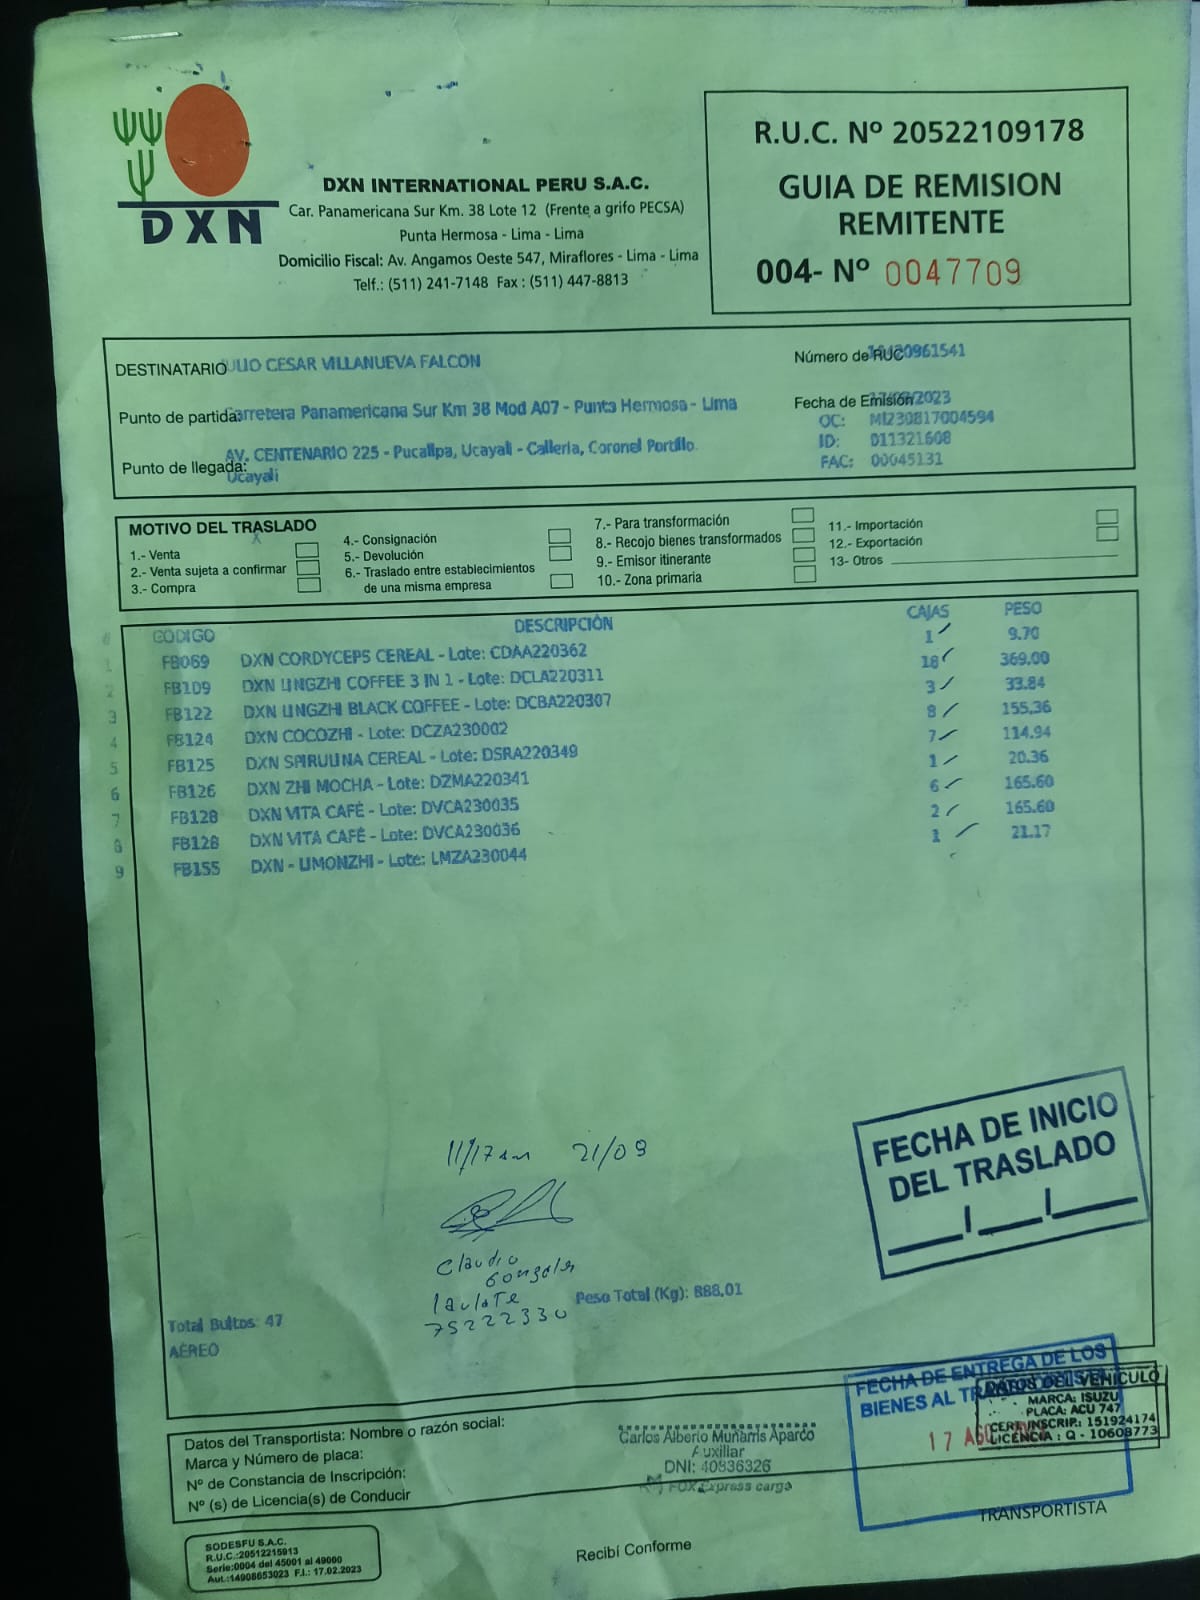 DXN
DXN INTERNATIONAL PERU S.A.C.
Car. Panamericana Sur Km. 38 Lote 12 (Frente a grifo PECSA)
Punta Hermosa - Lima - Lima
Domicilio Fiscal: Av. Angamos Oeste 547, Miraflores - Lima - Lima
Telf.: (511) 241-7148 Fax : (511) 447-8813
R.U.C. Nº 20522109178
GUIA DE REMISION
REMITENTE
004- Nº 0047709
DESTINATARIO JULIO CESAR VILLANUEVA FALCON
Número de RUC
Punto de partida: Carretera Panamericana Sur Km 38 Mod A07 - Punta Hermosa - Lima
Fecha de Emisión
OC: MI230817004594
ID: D11321608
FAC: 00045131
Punto de llegada: AV. CENTENARIO 225 - Pucallpa, Ucayali - Calleria, Coronel Portillo.
Ucayali
MOTIVO DEL TRASLADO
X
1.- Venta
2.- Venta sujeta a confirmar
3.- Compra
4.- Consignación
5.- Devolución
6.- Traslado entre establecimientos
de una misma empresa
7.- Para transformación
8.- Recojo bienes transformados
9.- Emisor itinerante
10.- Zona primaria
11.- Importación
12.- Exportación
13- Otros
# CODIGO DESCRIPCIÓN CAJAS PESO
1 FB069 DXN CORDYCEPS CEREAL - Lote: CDAA220362 1 9.70
2 FB109 DXN LINGZHI COFFEE 3 IN 1 - Lote: DCLA220311 18 369.00
3 FB122 DXN LINGZHI BLACK COFFEE - Lote: DCBA220307 3 33.84
4 FB124 DXN COCOZHI - Lote: DCZA230002 8 155.36
5 FB125 DXN SPIRULINA CEREAL - Lote: DSRA220349 7 114.94
6 FB126 DXN ZHI MOCHA - Lote: DZMA220341 1 20.36
7 FB128 DXN VITA CAFÉ - Lote: DVCA230035 6 165.60
8 FB128 DXN VITA CAFÉ - Lote: DVCA230036 2 165.60
9 FB155 DXN - LIMONZHI - Lote: LMZA230044 1 21.17
FECHA DE INICIO
DEL TRASLADO
11/17am 21/09
Claudio
Gonzales
75222330
Peso Total (Kg): 888.01
Total Bultos: 47
AÉREO
FECHA DE ENTREGA DE LOS
BIENES AL
17 AGO
DATOS DEL VEHICULO
MARCA: ISUZU
PLACA: ACU 747
CERT. INSCRIP.: 151924174
LICENCIA : Q - 10608773
Datos del Transportista: Nombre o razón social:
Marca y Número de placa:
Nº de Constancia de Inscripción:
Nº (s) de Licencia(s) de Conducir
Carlos Alberto Muñarris Aparco
Auxiliar
DNI: 40836326
FOX Express cargo
TRANSPORTISTA
SODESFU S.A.C.
R.U.C.:20512215913
Serie:0004 del 45001 al 49000
Aut.:14908653023 F.I.: 17.02.2023
Recibí Conforme